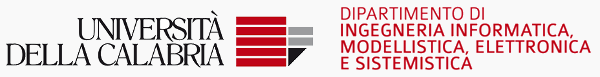 UNIVERSITÀ
DELLA CALABRIA
DIPARTIMENTO DI
INGEGNERIA INFORMATICA,
MODELLISTICA, ELETTRONICA
E SISTEMISTICA